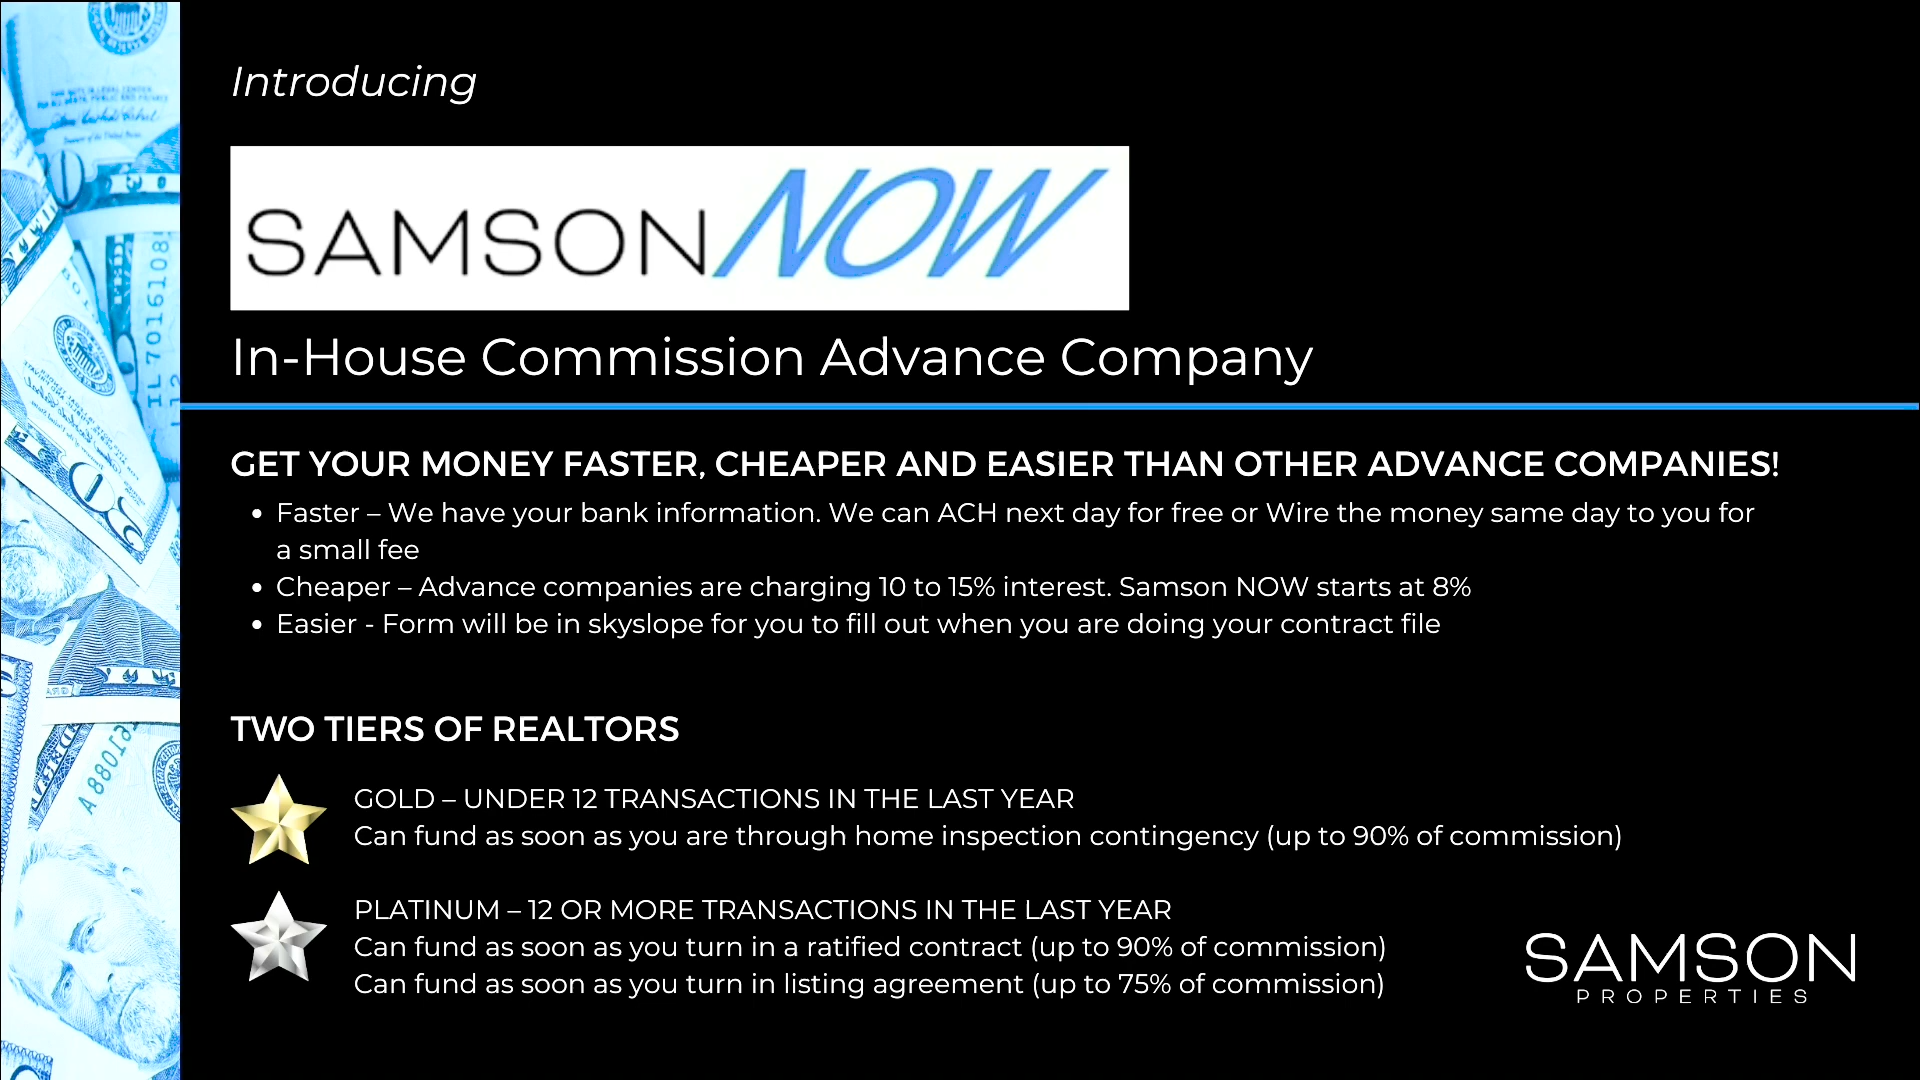 Introducing
SAMSON NOW
In-House Commission Advance Company
GET YOUR MONEY FASTER, CHEAPER AND EASIER THAN OTHER ADVANCE COMPANIES!
• Faster – We have your bank information. We can ACH next day for free or Wire the money same day to you for
a small fee
• Cheaper – Advance companies are charging 10 to 15% interest. Samson NOW starts at 8%
• Easier - Form will be in skyslope for you to fill out when you are doing your contract file
TWO TIERS OF REALTORS
GOLD – UNDER 12 TRANSACTIONS IN THE LAST YEAR
Can fund as soon as you are through home inspection contingency (up to 90% of commission)
PLATINUM – 12 OR MORE TRANSACTIONS IN THE LAST YEAR
Can fund as soon as you turn in a ratified contract (up to 90% of commission)
Can fund as soon as you turn in listing agreement (up to 75% of commission)
SAMSON
PROPERTIES